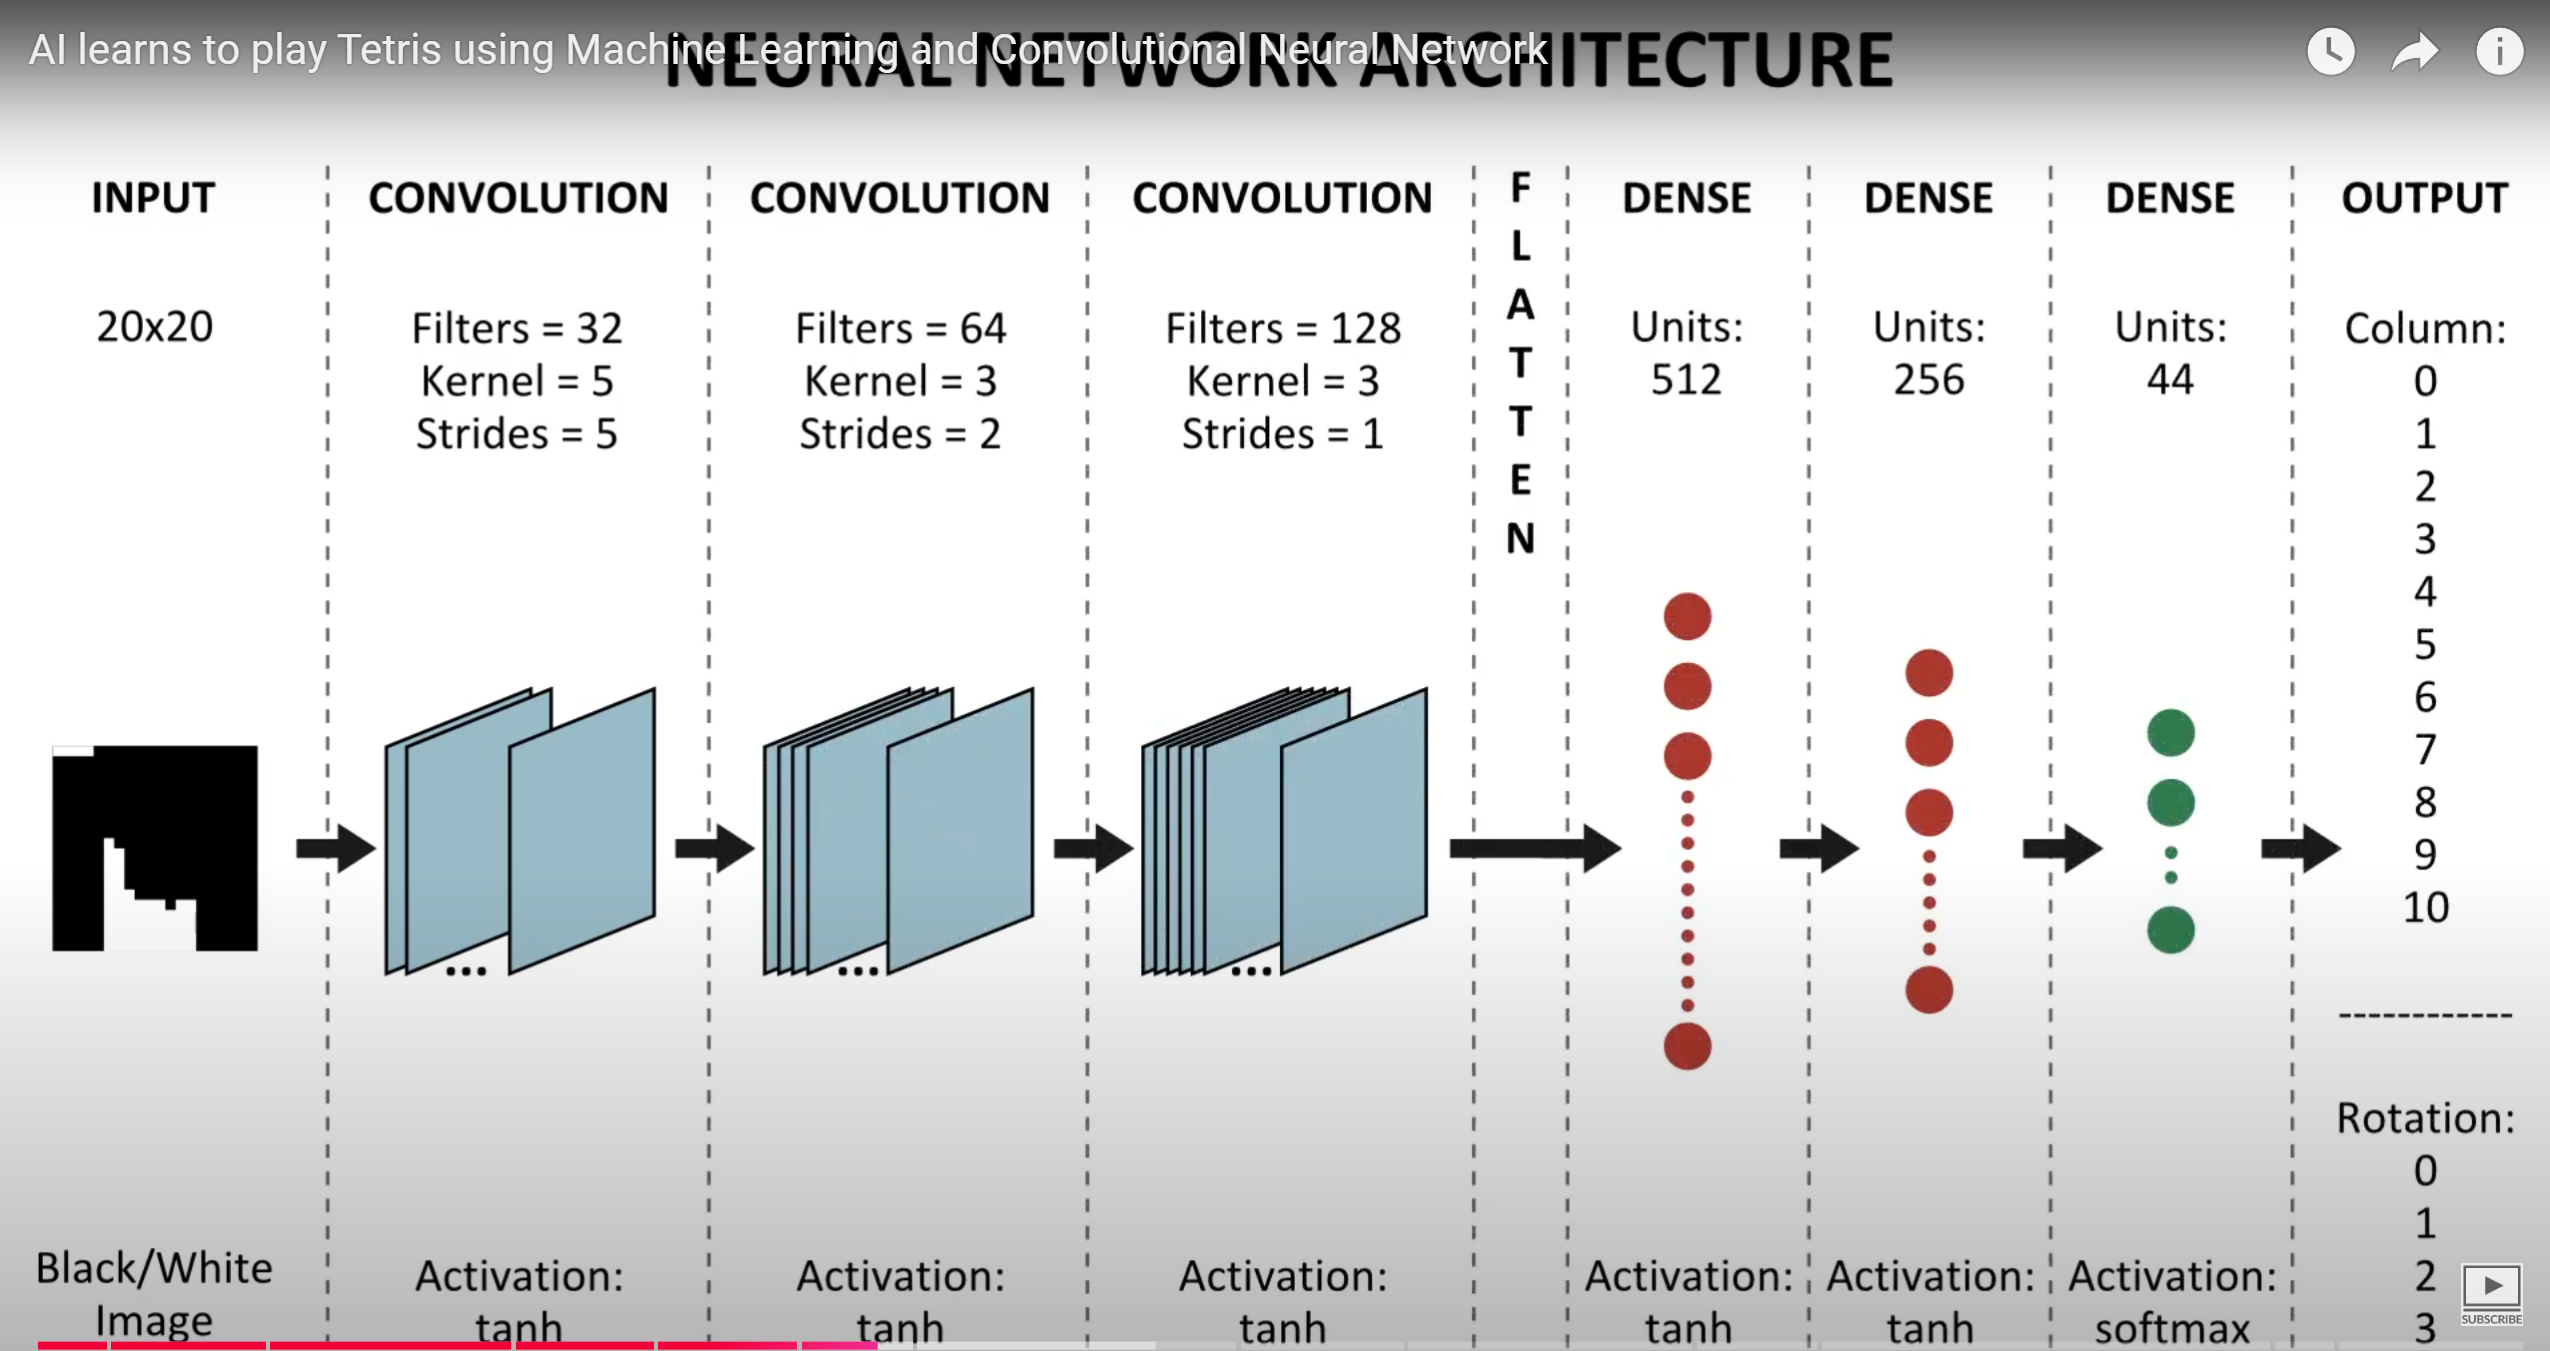 AI learns to play Tetris using Machine Learning and Convolutional Neural Network
NEURAL NETWORK ARCHITECTURE
INPUT
20x20
Black/White
Image
CONVOLUTION
Filters = 32
Kernel = 5
Strides = 5
...
Activation:
tanh
CONVOLUTION
Filters = 64
Kernel = 3
Strides = 2
...
Activation:
tanh
CONVOLUTION
Filters = 128
Kernel = 3
Strides = 1
...
Activation:
tanh
F
L
A
T
T
E
N
DENSE
Units:
512
Activation:
tanh
DENSE
Units:
256
Activation:
tanh
DENSE
Units:
44
Activation:
softmax
OUTPUT
Column:
0
1
2
3
4
5
6
7
8
9
10
------------
Rotation:
0
1
2
3
SUBSCRIBE